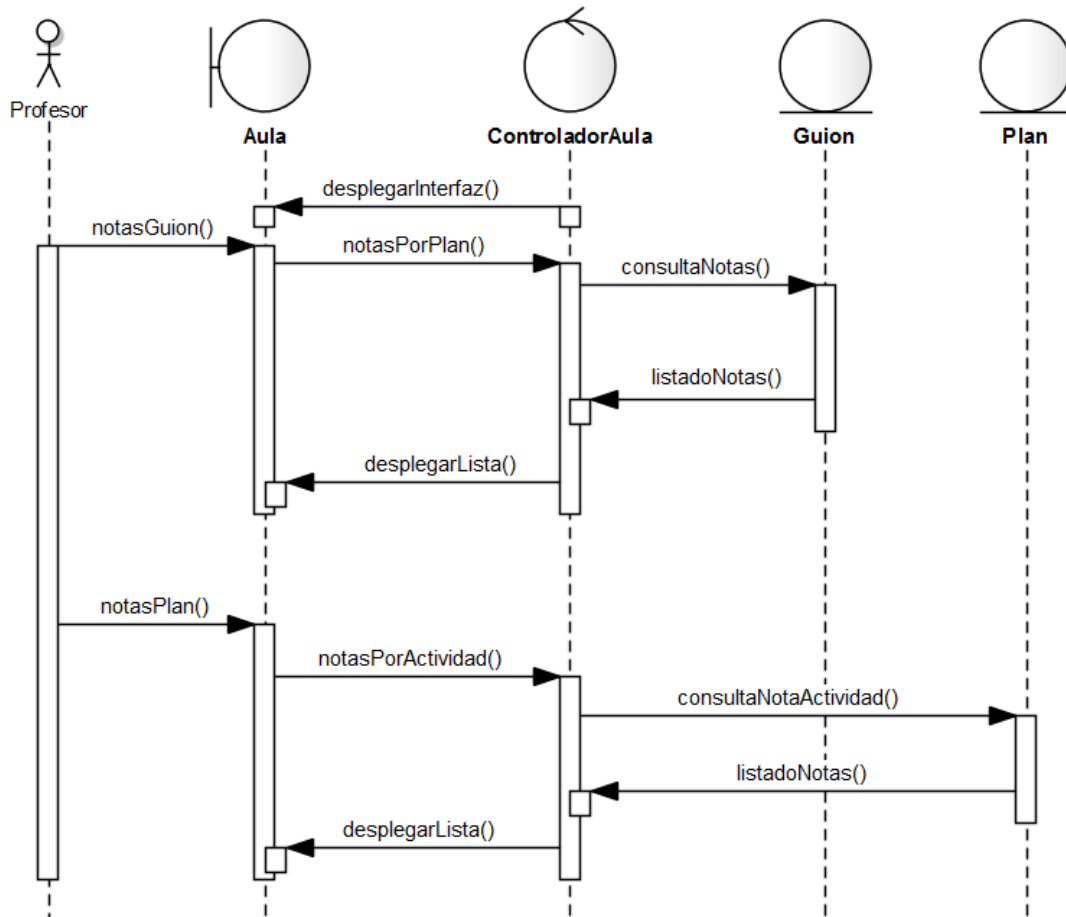 Profesor
Aula
ControladorAula
Guion
Plan
desplegarInterfaz()
notasGuion()
notasPorPlan()
consultaNotas()
listadoNotas()
desplegarLista()
notasPlan()
notasPorActividad()
consultaNotaActividad()
listadoNotas()
desplegarLista()